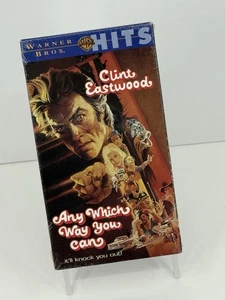 WARNER BROS. HITS
Clint
Eastwood
Any Which
Way You
Can
It'll knock you out!